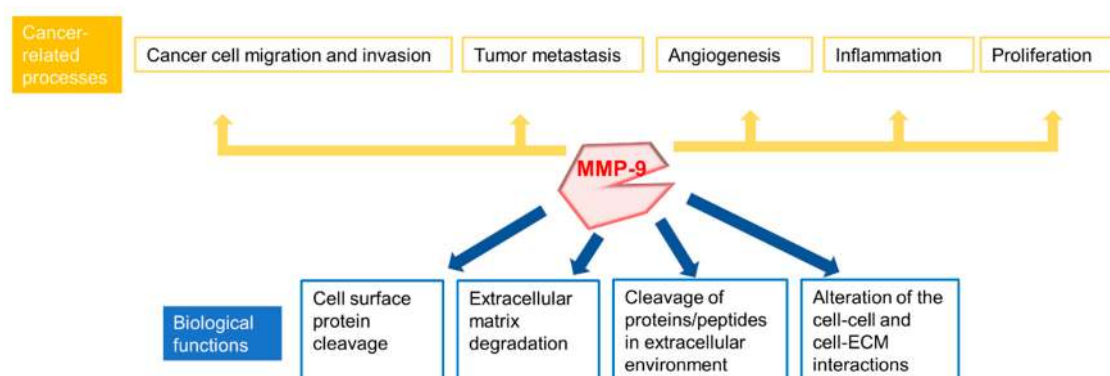 Cancer-
related
processes
Cancer cell migration and invasion
Tumor metastasis
Angiogenesis
Inflammation
Proliferation
MMP-9
Biological
functions
Cell surface
protein
cleavage
Extracellular
matrix
degradation
Cleavage of
proteins/peptides
in extracellular
environment
Alteration of the
cell-cell and
cell-ECM
interactions